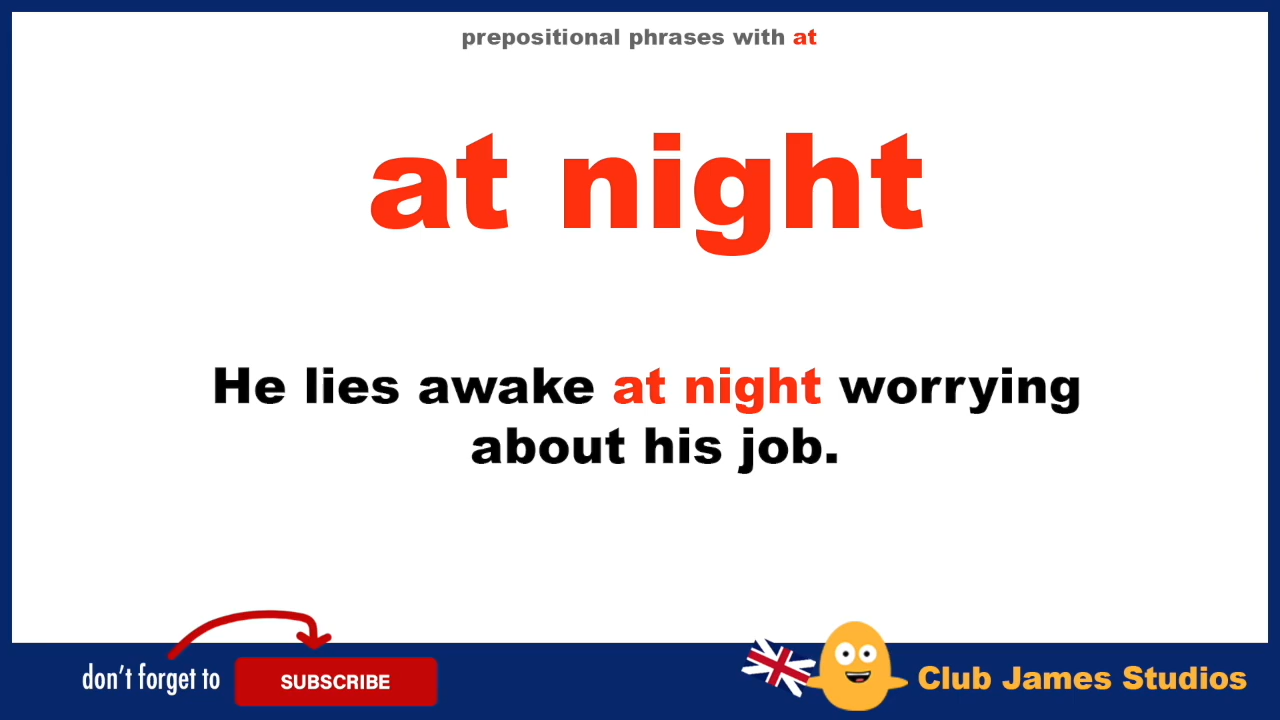 prepositional phrases with at
at night
He lies awake at night worrying
about his job.
don't forget to
SUBSCRIBE
Club James Studios